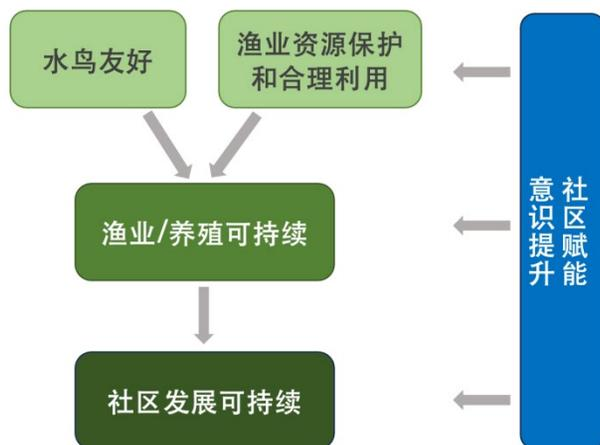 水鸟友好
渔业资源保护
和合理利用
渔业/养殖可持续
社区发展可持续
社区赋能
意识提升